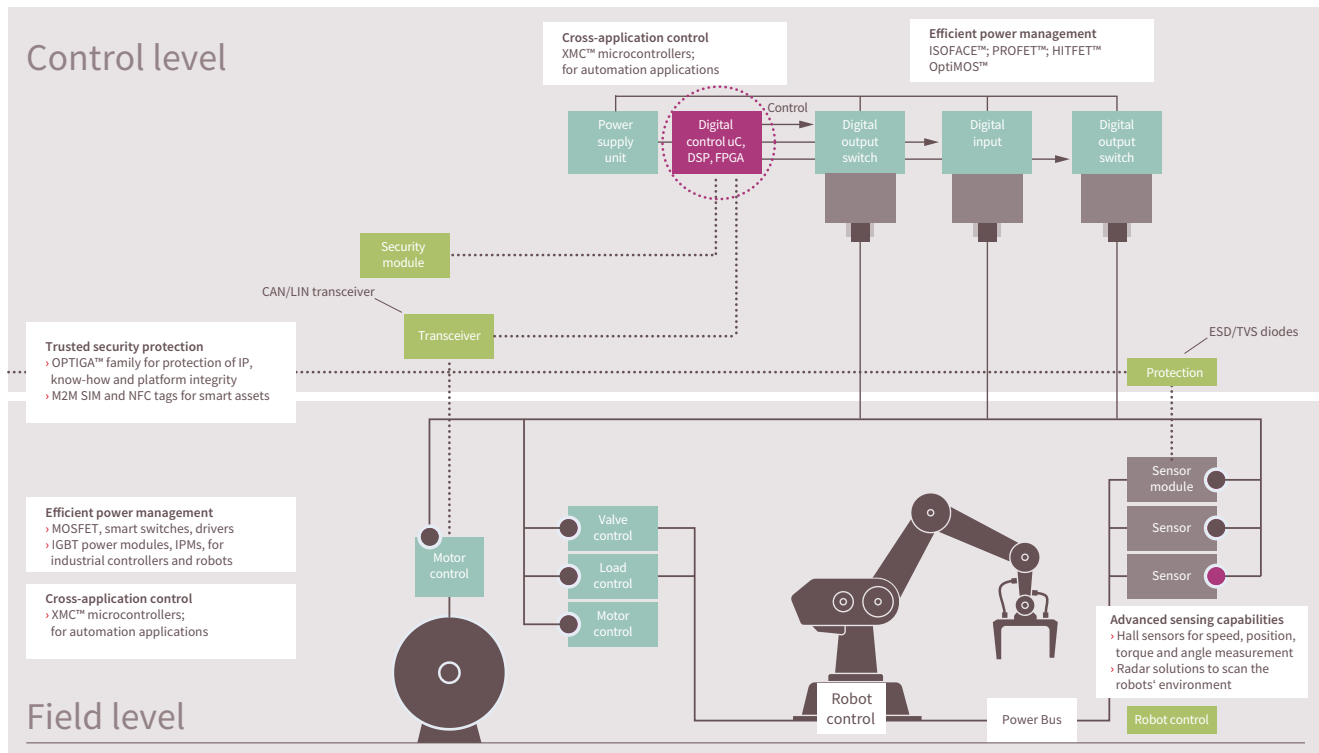 Control level
Cross-application control
XMC™ microcontrollers;
for automation applications
Efficient power management
ISOFACE™; PROFET™; HITFET™
OptiMOS™
Control
Power
supply
unit
Digital
control uC,
DSP, FPGA
Digital
output
switch
Digital
input
Digital
output
switch
Security
module
CAN/LIN transceiver
Transceiver
ESD/TVS diodes
Protection
Trusted security protection
› OPTIGA™ family for protection of IP,
know-how and platform integrity
› M2M SIM and NFC tags for smart assets
Efficient power management
› MOSFET, smart switches, drivers
› IGBT power modules, IPMs, for
industrial controllers and robots
Cross-application control
› XMC™ microcontrollers;
for automation applications
Motor
control
Valve
control
Load
control
Motor
control
Sensor
module
Sensor
Sensor
Advanced sensing capabilities
› Hall sensors for speed, position,
torque and angle measurement
› Radar solutions to scan the
robots‘ environment
Robot
control
Power Bus
Robot control
Field level